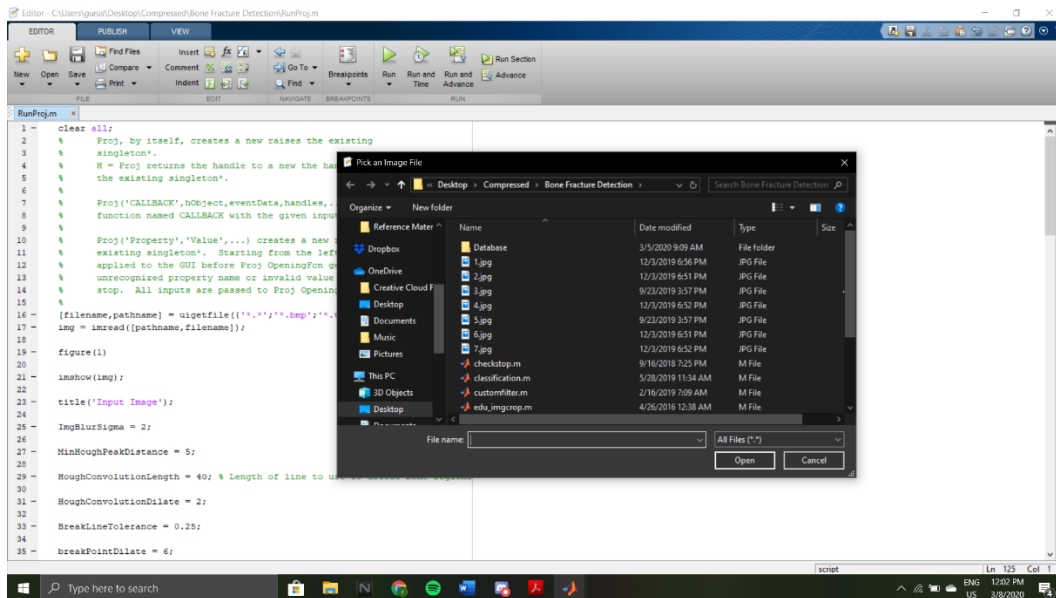 Editor - C:\Users\gurus\Desktop\Compressed\Bone Fracture Detection\RunProj.m
EDITOR PUBLISH VIEW
New Open Save
Find Files
Compare
Print
FILE
Insert fx
Comment
Indent
EDIT
Go To
Find
NAVIGATE
Breakpoints
BREAKPOINTS
Run
Run and Time
Run and Advance
Run Section
Advance
RUN
RunProj.m
1 clear all;
2 % Proj, by itself, creates a new raises the existing
3 % singleton*.
4 % H = Proj returns the handle to a new the ha
5 % the existing singleton*.
6 %
7 % Proj('CALLBACK',hObject,eventData,handles,..
8 % function named CALLBACK with the given input
9 %
10 % Proj('Property','Value',...) creates a new
11 % existing singleton*. Starting from the left
12 % applied to the GUI before Proj OpeningFcn g
13 % unrecognized property name or invalid value
14 % stop. All inputs are passed to Proj Opening
15 %
16 [filename,pathname] = uigetfile({'*.*';'*.bmp';'*.
17 img = imread([pathname,filename]);
18
19 figure(1)
20
21 imshow(img);
22
23 title('Input Image');
24
25 ImgBlurSigma = 2;
26
27 MinHoughPeakDistance = 5;
28
29 HoughConvolutionLength = 40; % Length of line to
30
31 HoughConvolutionDilate = 2;
32
33 BreakLineTolerance = 0.25;
34
35 breakPointDilate = 6;
Pick an Image File
« Desktop > Compressed > Bone Fracture Detection >
Search Bone Fracture Detection
Organize New folder
Reference Mater
Dropbox
OneDrive
Creative Cloud F
Desktop
Documents
Music
Pictures
This PC
3D Objects
Desktop
Name Date modified Type Size
Database 3/5/2020 9:09 AM File folder
1.jpg 12/3/2019 6:56 PM JPG File
2.jpg 12/3/2019 6:51 PM JPG File
3.jpg 9/23/2019 3:57 PM JPG File
4.jpg 12/3/2019 6:52 PM JPG File
5.jpg 9/23/2019 3:57 PM JPG File
6.jpg 12/3/2019 6:51 PM JPG File
7.jpg 12/3/2019 6:52 PM JPG File
checkstop.m 9/16/2018 7:25 PM M File
classification.m 5/28/2019 11:34 AM M File
customfilter.m 2/16/2019 7:09 AM M File
edu_imgcrop.m 4/26/2016 12:38 AM M File
File name: All Files (*.*)
Open Cancel
script Ln 125 Col 1
Type here to search
ENG
US
12:02 PM
3/8/2020